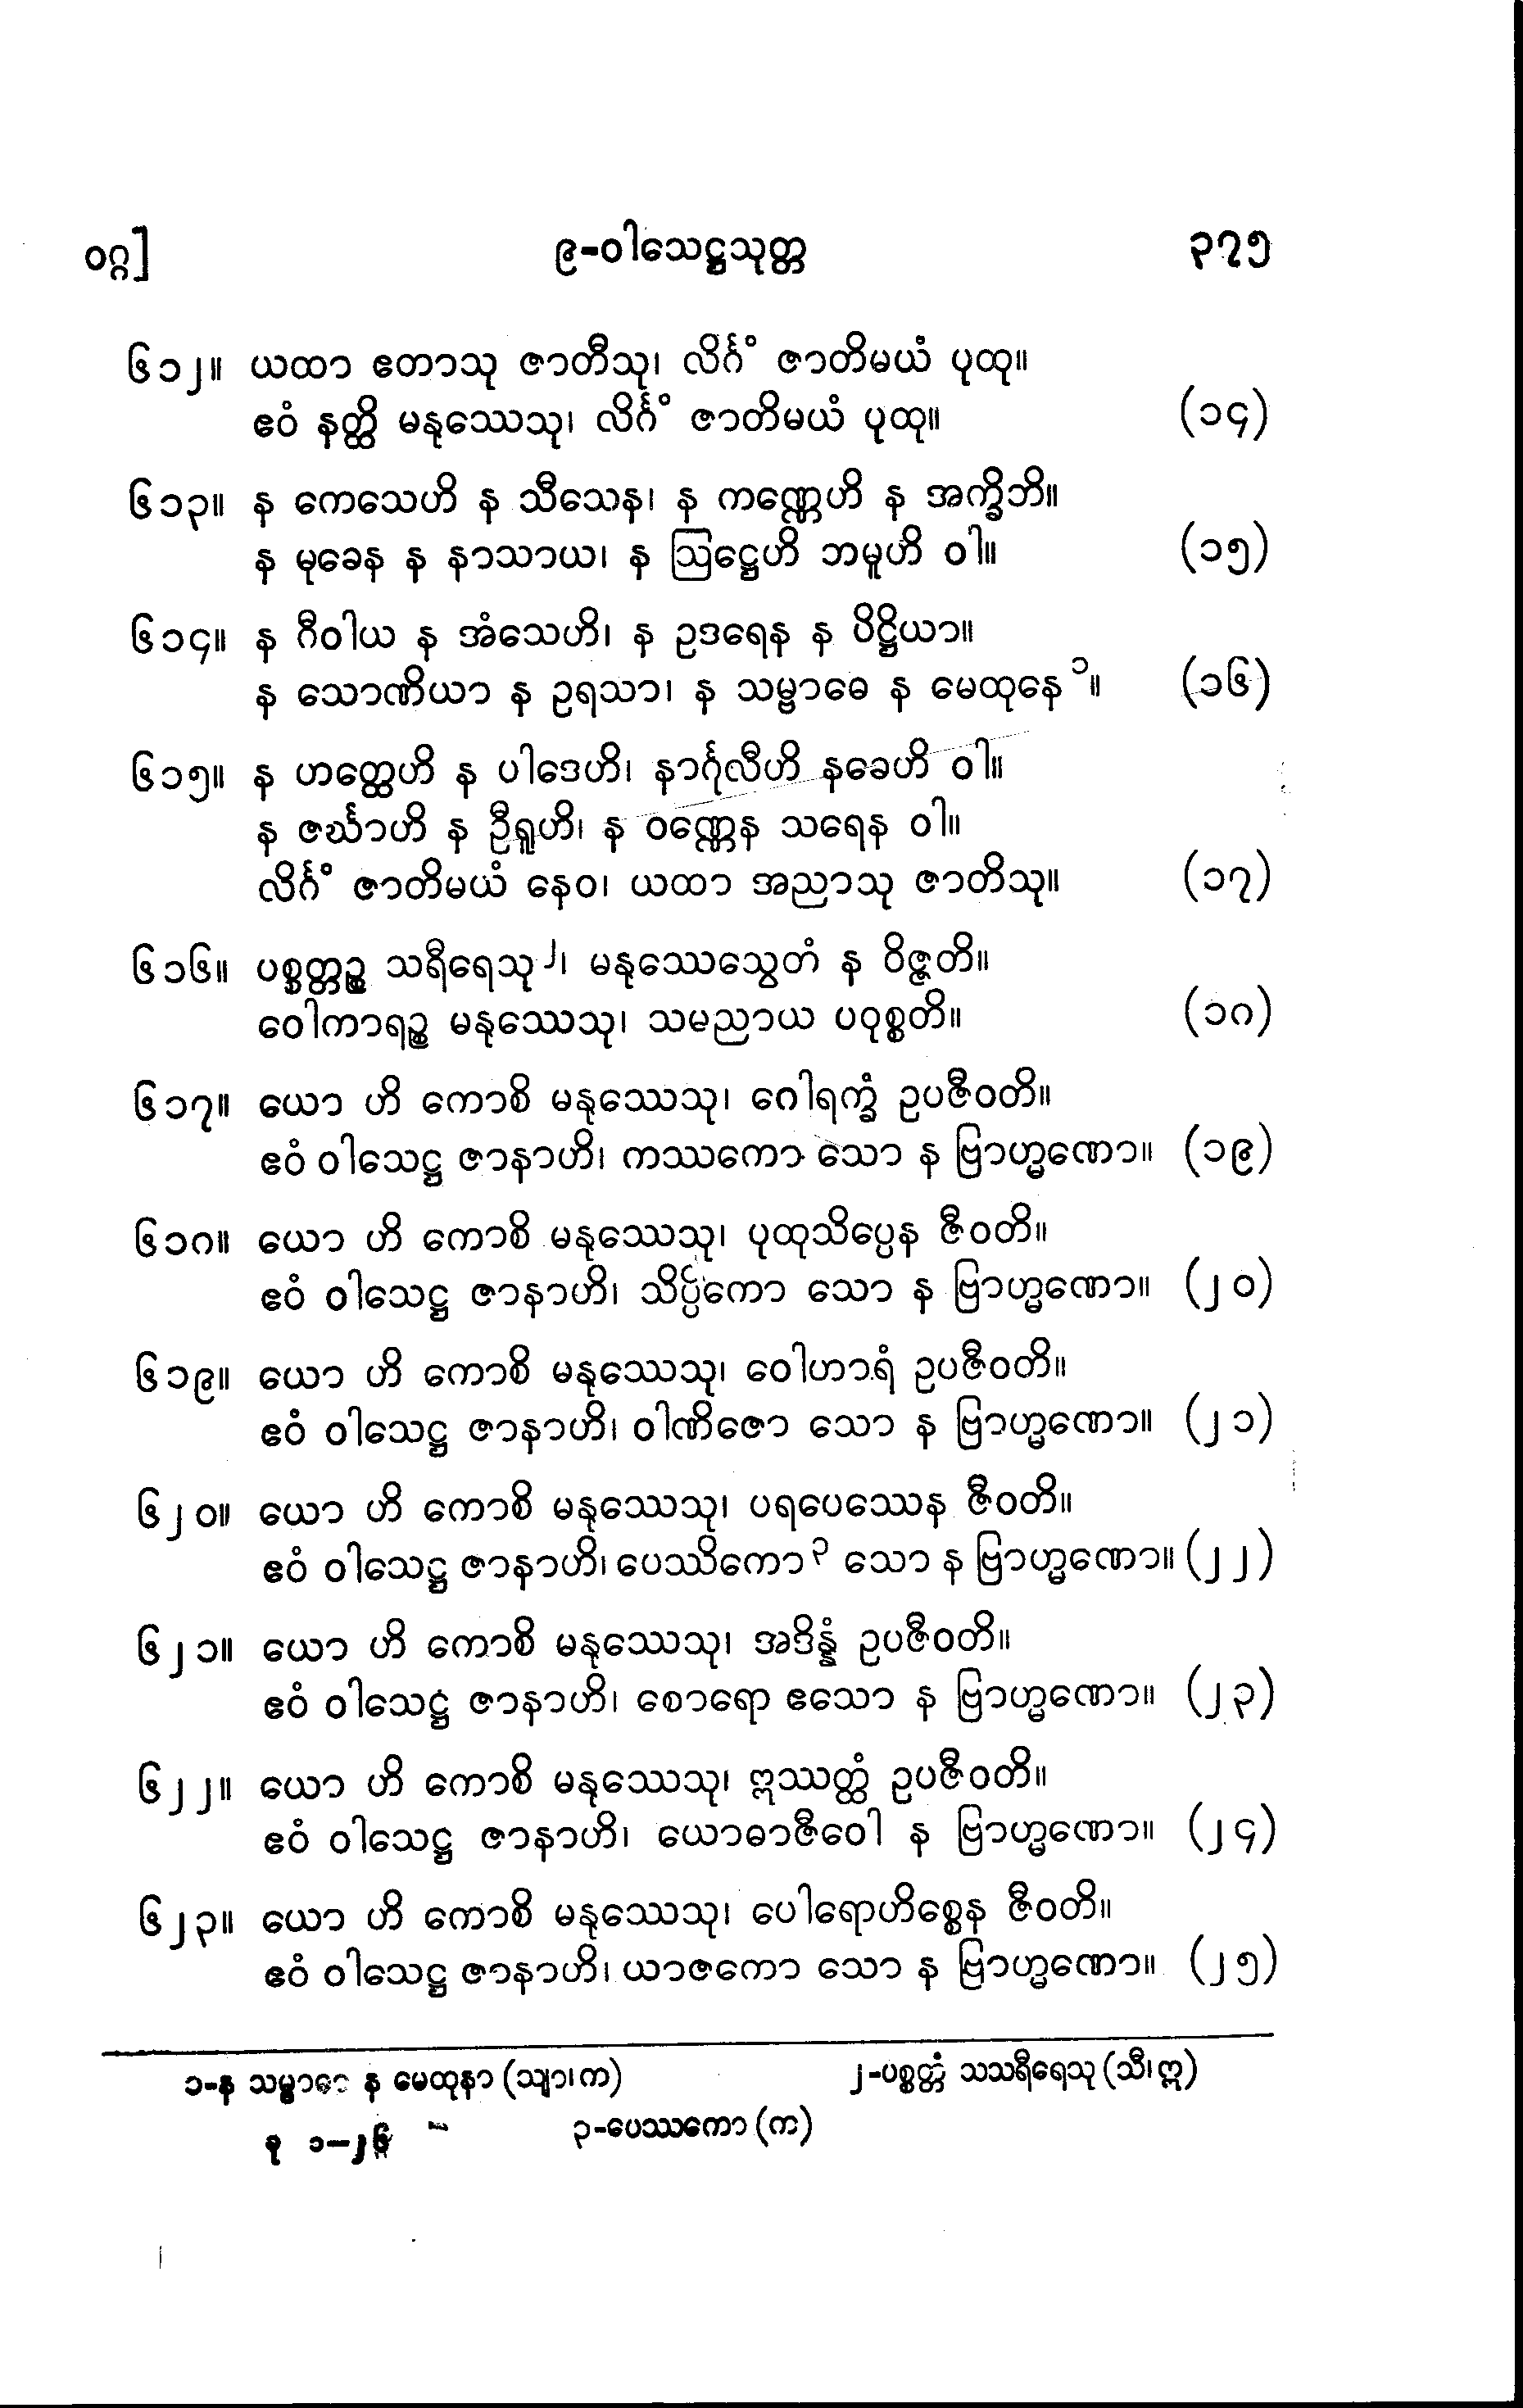 ဝဂ္ဂ] ၉-ဝါသေဋ္ဌသုတ္တ ၃၇၅
၆၁၂။ ယထာ ဧတာသု ဇာတီသု၊ လိင်္ဂံ ဇာတိမယံ ပုထု။
ဧဝံ နတ္ထိ မနုဿေသု၊ လိင်္ဂံ ဇာတိမယံ ပုထု။ (၁၄)
၆၁၃။ န ကေသေဟိ န သီသေန၊ န ကဏ္ဏေဟိ န အက္ခိဘိ။
န မုခေန န နာသာယ၊ န ဩဋ္ဌေဟိ ဘမူဟိ ဝါ။ (၁၅)
၆၁၄။ န ဂီဝါယ န အံသေဟိ၊ န ဥဒရေန န ပိဋ္ဌိယာ။
န သောဏိယာ န ဥရသာ၊ န သမ္ဗာဓေ န မေထုနေ ၁။ (၁၆)
၆၁၅။ န ဟတ္ထေဟိ န ပါဒေဟိ၊ နာင်္ဂုလီဟိ နခေဟိ ဝါ။
န ဇင်္ဃာဟိ န ဦရူဟိ၊ န ဝဏ္ဏေန သရေန ဝါ။
လိင်္ဂံ ဇာတိမယံ နေဝ၊ ယထာ အညာသု ဇာတိသု။ (၁၇)
၆၁၆။ ပစ္စတ္တဉ္စ သရီရေသု ၂၊ မနုဿေသွေတံ န ဝိဇ္ဇတိ။
ဝေါကာရဉ္စ မနုဿေသု၊ သမညာယ ပဝုစ္စတိ။ (၁၈)
၆၁၇။ ယော ဟိ ကောစိ မနုဿေသု၊ ဂေါရက္ခံ ဥပဇီဝတိ။
ဧဝံ ဝါသေဋ္ဌ ဇာနာဟိ၊ ကဿကော သော န ဗြာဟ္မဏော။ (၁၉)
၆၁၈။ ယော ဟိ ကောစိ မနုဿေသု၊ ပုထုသိပ္ပေန ဇီဝတိ။
ဧဝံ ဝါသေဋ္ဌ ဇာနာဟိ၊ သိပ္ပိကော သော န ဗြာဟ္မဏော။ (၂၀)
၆၁၉။ ယော ဟိ ကောစိ မနုဿေသု၊ ဝေါဟာရံ ဥပဇီဝတိ။
ဧဝံ ဝါသေဋ္ဌ ဇာနာဟိ၊ ဝါဏိဇော သော န ဗြာဟ္မဏော။ (၂၁)
၆၂၀။ ယော ဟိ ကောစိ မနုဿေသု၊ ပရပေဿေန ဇီဝတိ။
ဧဝံ ဝါသေဋ္ဌ ဇာနာဟိ၊ ပေဿိကော ၃ သော န ဗြာဟ္မဏော။ (၂၂)
၆၂၁။ ယော ဟိ ကောစိ မနုဿေသု၊ အဒိန္နံ ဥပဇီဝတိ။
ဧဝံ ဝါသေဋ္ဌ ဇာနာဟိ၊ စောရော ဧသော န ဗြာဟ္မဏော။ (၂၃)
၆၂၂။ ယော ဟိ ကောစိ မနုဿေသု၊ ဣဿတ္ထံ ဥပဇီဝတိ။
ဧဝံ ဝါသေဋ္ဌ ဇာနာဟိ၊ ယောဓာဇီဝေါ န ဗြာဟ္မဏော။ (၂၄)
၆၂၃။ ယော ဟိ ကောစိ မနုဿေသု၊ ပေါရောဟိစ္စေန ဇီဝတိ။
ဧဝံ ဝါသေဋ္ဌ ဇာနာဟိ၊ ယာဇကော သော န ဗြာဟ္မဏော။ (၂၅)
၁-န န မေထုနာ (သျာ၊က) ၂-ပစ္စတ္တံ သသရီရေသု (သီ၊ဣ)
၃-ပေဿကော (က)